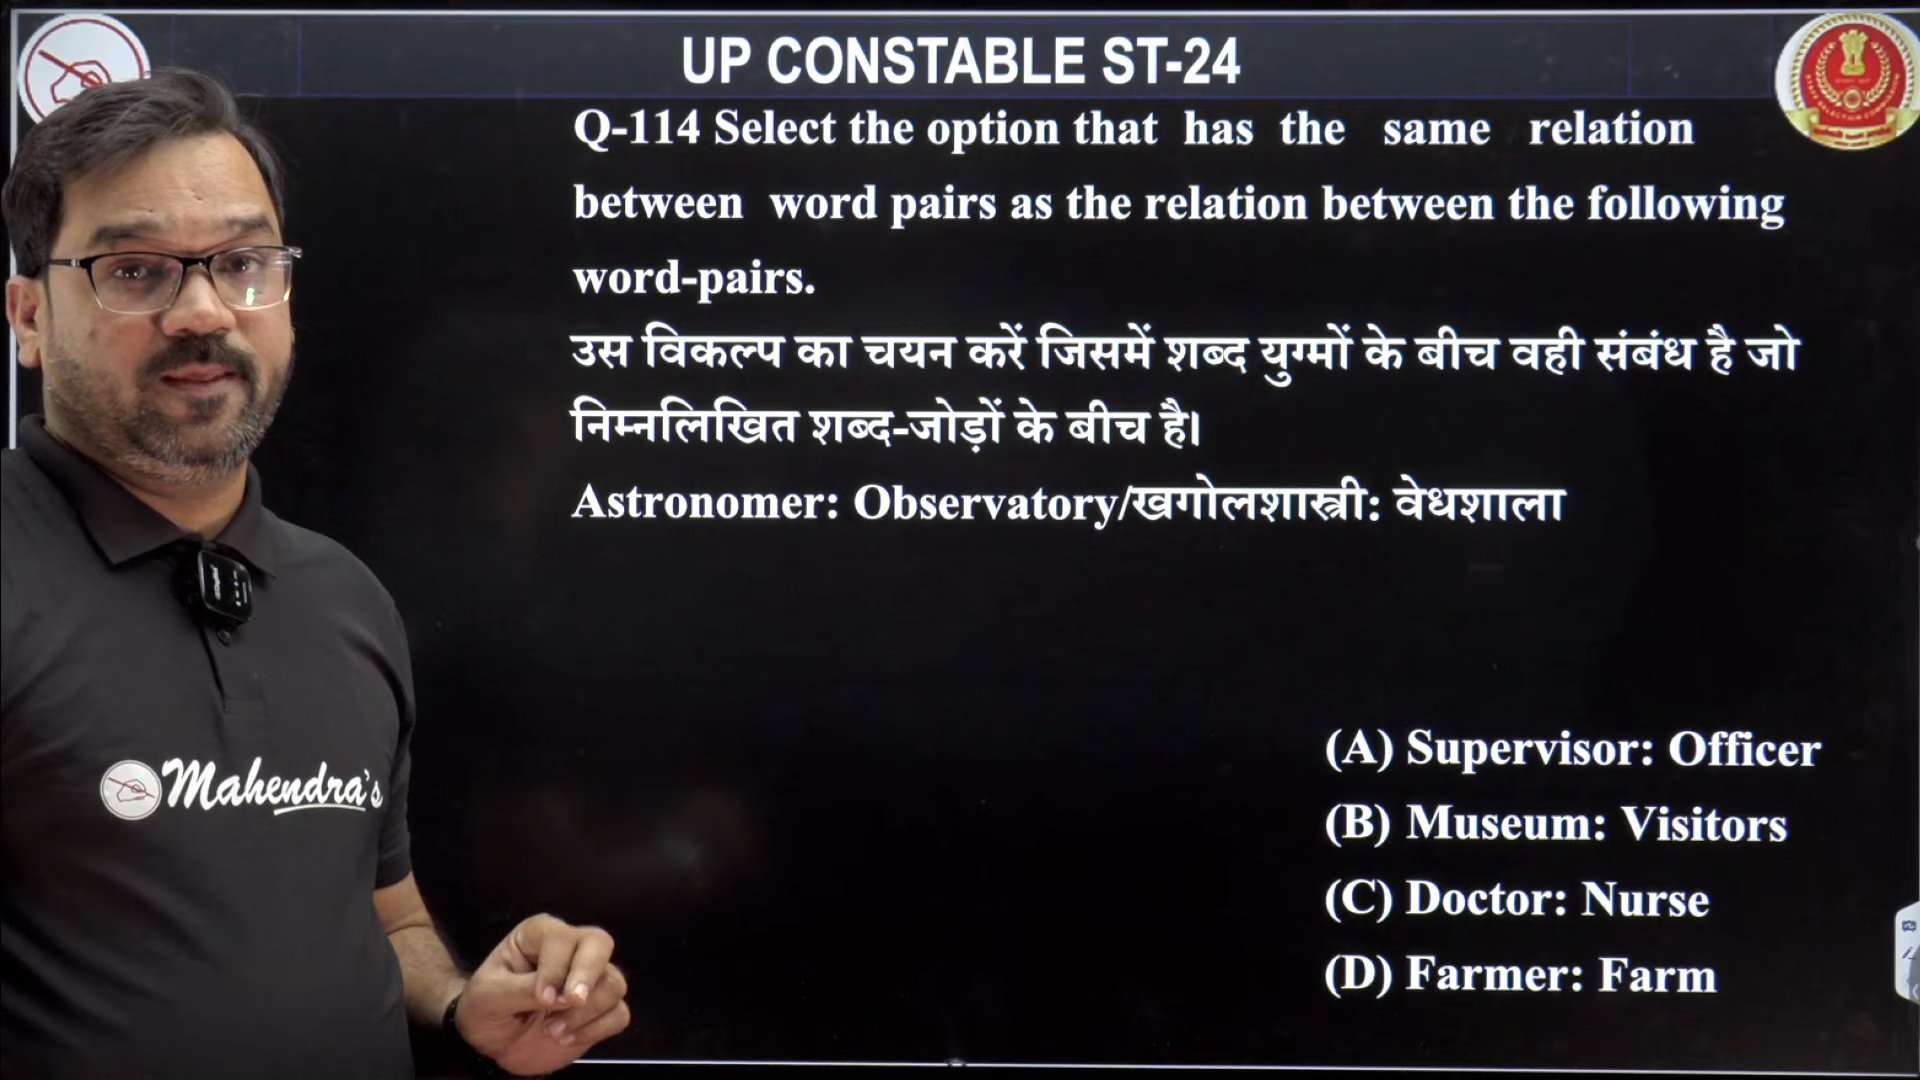 UP CONSTABLE ST-24
Q-114 Select the option that has the same relation
between word pairs as the relation between the following
word-pairs.
उस विकल्प का चयन करें जिसमें शब्द युग्मों के बीच वही संबंध है जो
निम्नलिखित शब्द-जोड़ों के बीच है।
Astronomer: Observatory/खगोलशास्त्री: वेधशाला
(A) Supervisor: Officer
(B) Museum: Visitors
(C) Doctor: Nurse
(D) Farmer: Farm
Mahendra's